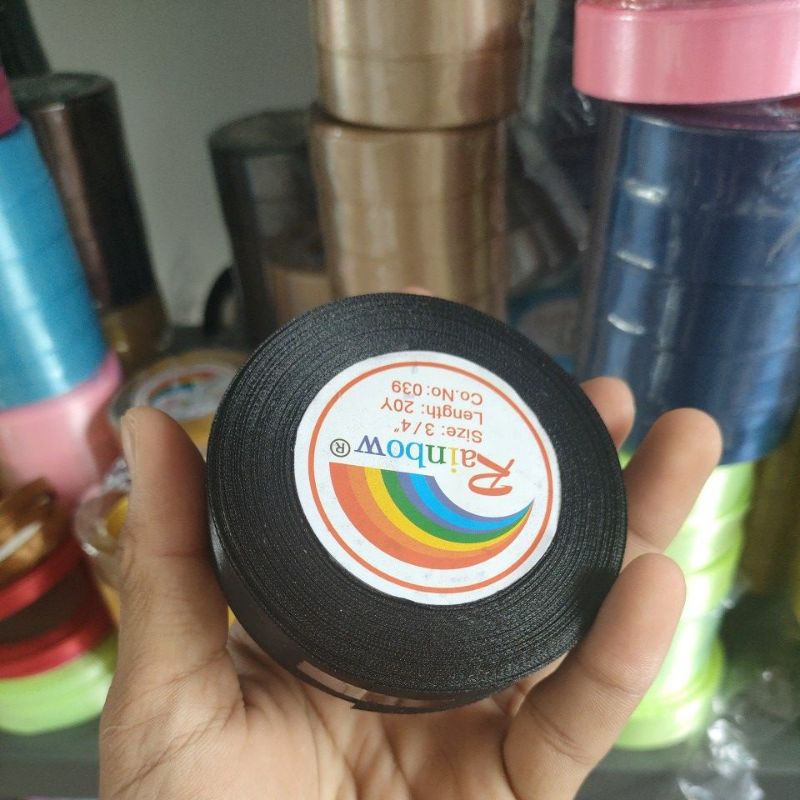 Rainbow®
Size: 3/4"
Length: 20Y
Co.No: 039